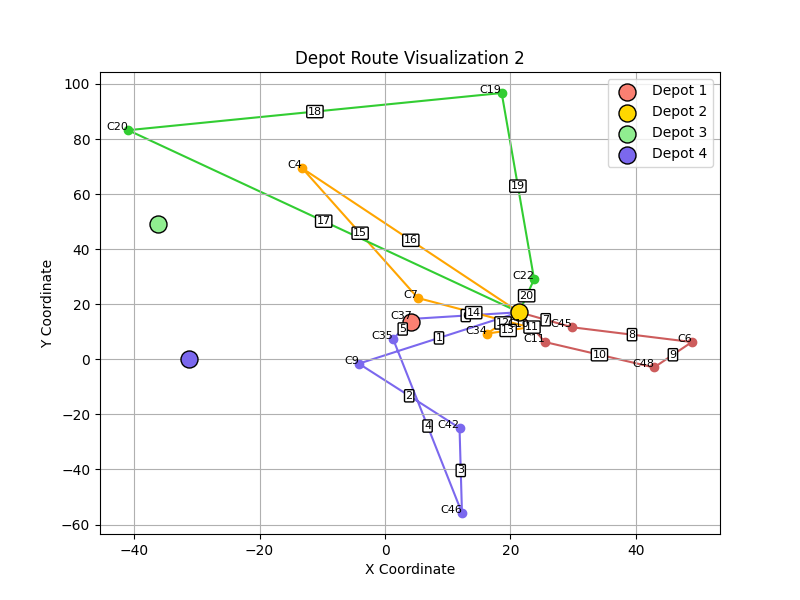 Depot Route Visualization 2
Depot 1
Depot 2
Depot 3
Depot 4
Y Coordinate
100
80
60
40
20
0
−20
−40
−60
−40
−20
0
20
40
X Coordinate
C19
C20
18
C4
19
17
15
16
C22
C7
20
C37
14
7
C45
5
13
11
C34
C35
1
C11
8
C6
C9
10
9
C48
2
4
C42
3
C46